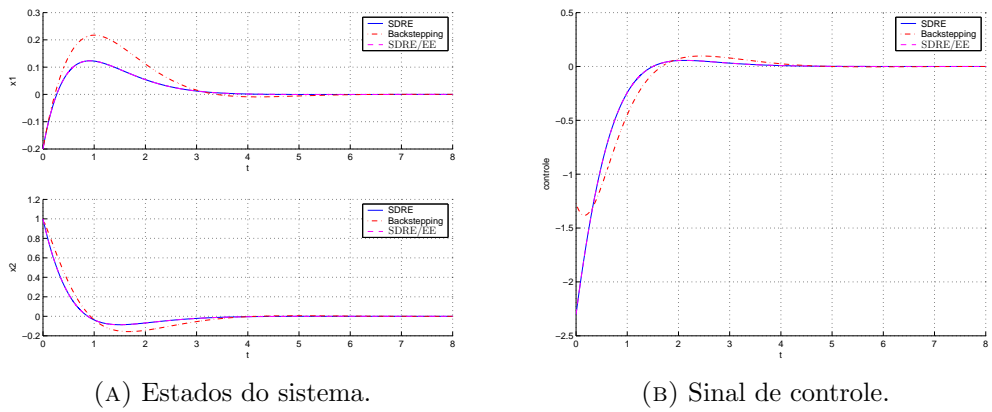 0.3
0.2
0.1
0
−0.1
−0.2
x1
0 1 2 3 4 5 6 7 8
t
SDRE
Backstepping
SDRE/EE
1.2
1
0.8
0.6
0.4
0.2
0
−0.2
x2
0 1 2 3 4 5 6 7 8
t
SDRE
Backstepping
SDRE/EE
(A) Estados do sistema.
0.5
0
−0.5
−1
−1.5
−2
−2.5
controle
0 1 2 3 4 5 6 7 8
t
SDRE
Backstepping
SDRE/EE
(B) Sinal de controle.